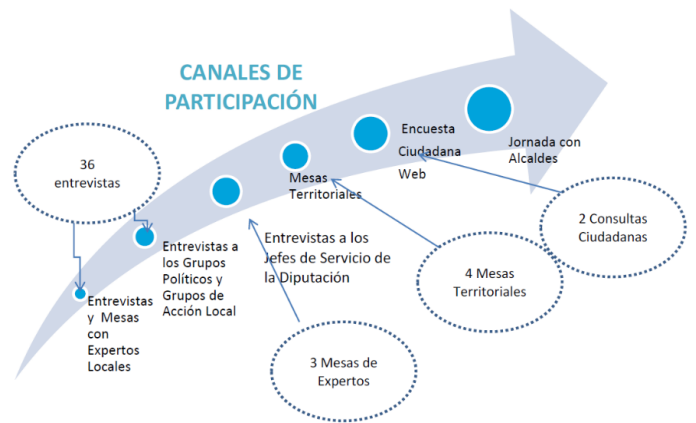 CANALES DE
PARTICIPACIÓN
36
entrevistas
Entrevistas
y Mesas
con
Expertos
Locales
Entrevistas a
los Grupos
Políticos y
Grupos de
Acción Local
Entrevistas a los
Jefes de Servicio de
la Diputación
Mesas
Territoriales
Encuesta
Ciudadana
Web
Jornada con
Alcaldes
3 Mesas de
Expertos
4 Mesas
Territoriales
2 Consultas
Ciudadanas